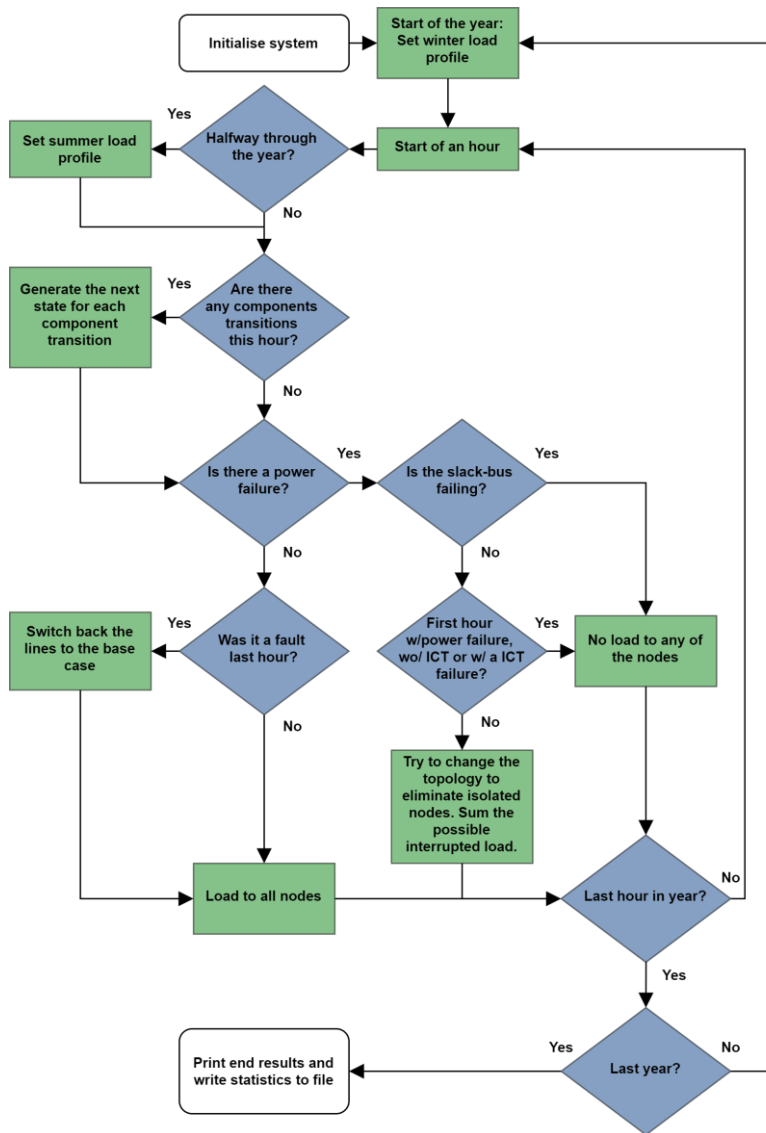 Initialise system
Start of the year:
Set winter load
profile
Yes
Set summer load
profile
Halfway through
the year?
Start of an hour
No
Generate the next
state for each
component
transition
Yes
Are there
any components
transitions
this hour?
No
Is there a power
failure?
Yes
Is the slack-bus
failing?
Yes
No
No
Switch back the
lines to the base
case
Yes
Was it a fault
last hour?
First hour
w/power failure,
wo/ ICT or w/ a ICT
failure?
Yes
No load to any of
the nodes
No
No
Try to change the
topology to
eliminate isolated
nodes. Sum the
possible
interrupted load.
Load to all nodes
Last hour in year?
No
Yes
Print end results and
write statistics to file
Yes
Last year?
No